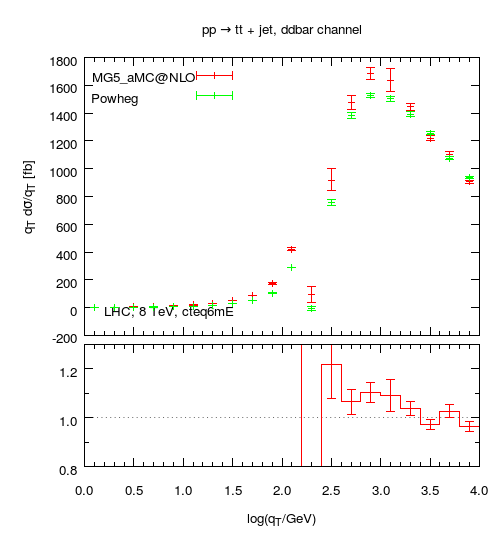 pp → tt + jet, ddbar channel
1800
1600
1400
1200
1000
800
600
400
200
0
-200
qT dσ/qT [fb]
MG5_aMC@NLO
Powheg
LHC, 8 TeV, cteq6mE
1.2
1.0
0.8
0.0 0.5 1.0 1.5 2.0 2.5 3.0 3.5 4.0
log(qT/GeV)